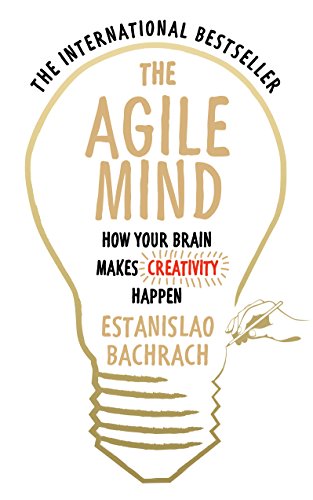 THE INTERNATIONAL BESTSELLER
THE
AGILE
MIND
HOW YOUR BRAIN
MAKES CREATIVITY
HAPPEN
ESTANISLAO
BACHRACH